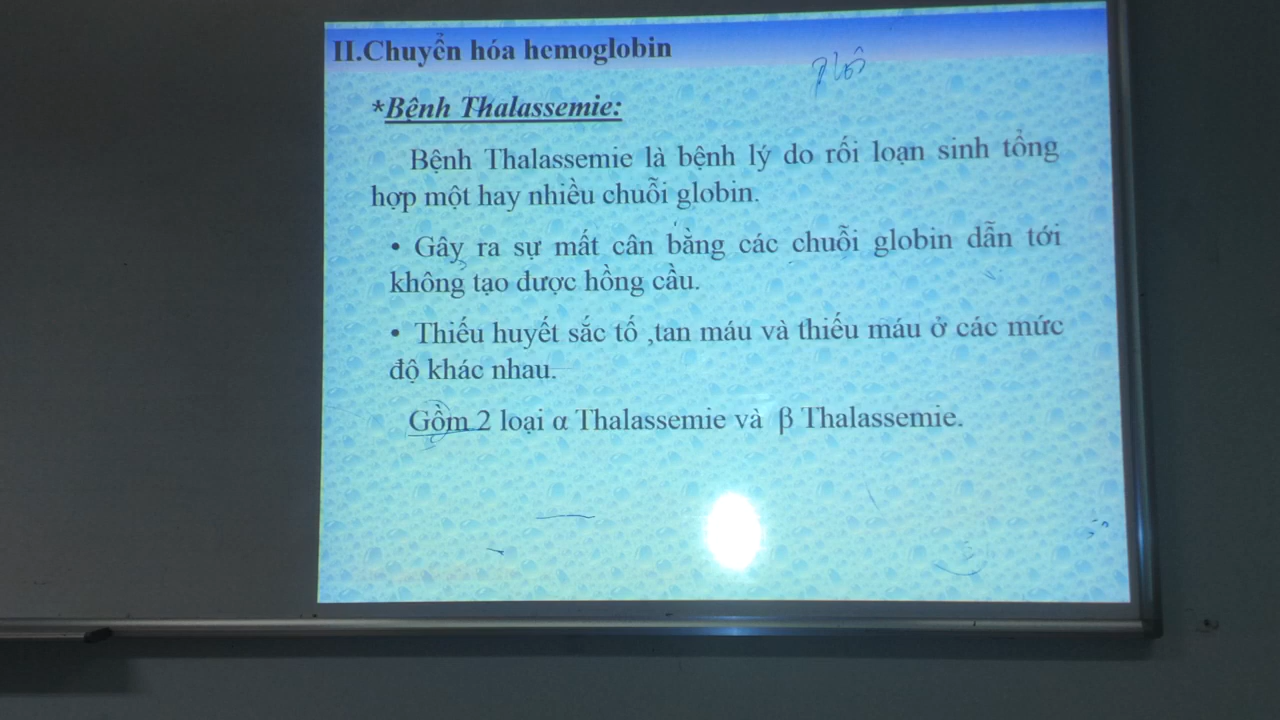 II.Chuyển hóa hemoglobin
*Bệnh Thalassemie:
Bệnh Thalassemie là bệnh lý do rối loạn sinh tổng
hợp một hay nhiều chuỗi globin.
• Gây ra sự mất cân bằng các chuỗi globin dẫn tới
không tạo được hồng cầu.
• Thiếu huyết sắc tố ,tan máu và thiếu máu ở các mức
độ khác nhau.
Gồm 2 loại α Thalassemie và β Thalassemie.